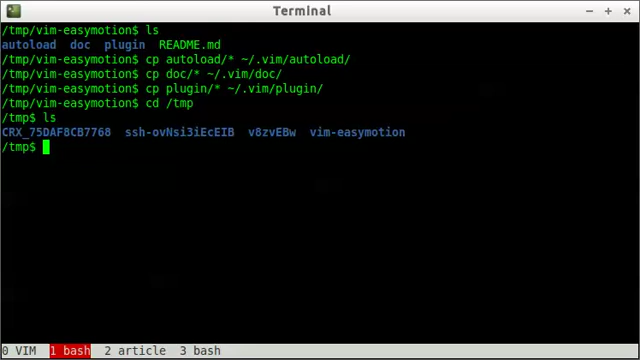 Terminal
/tmp/vim-easymotion$ ls
autoload doc plugin README.md
/tmp/vim-easymotion$ cp autoload/* ~/.vim/autoload/
/tmp/vim-easymotion$ cp doc/* ~/.vim/doc/
/tmp/vim-easymotion$ cp plugin/* ~/.vim/plugin/
/tmp/vim-easymotion$ cd /tmp
/tmp$ ls
CRX_75DAF8CB7768 ssh-ovNsi3iEcEIB v8zvEBw vim-easymotion
/tmp$
0 VIM 1 bash 2 article 3 bash